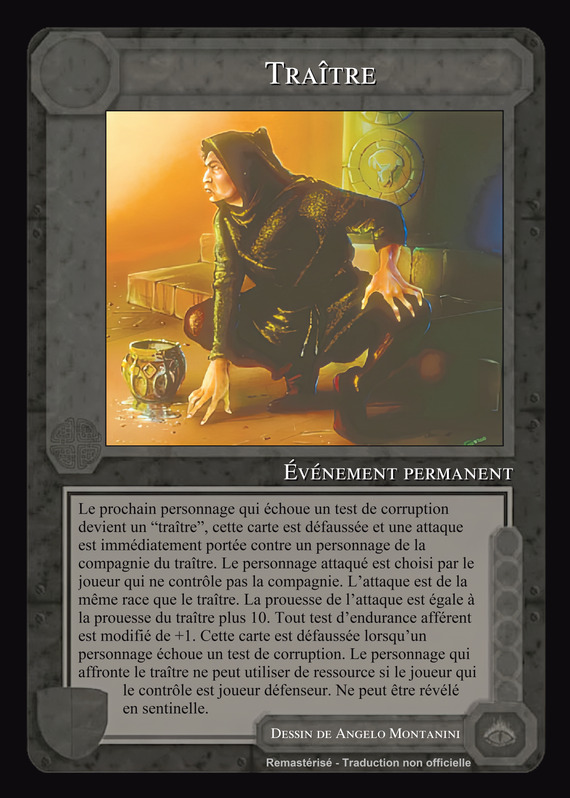 Traître
Événement permanent
Le prochain personnage qui échoue un test de corruption
devient un “traître”, cette carte est défaussée et une attaque
est immédiatement portée contre un personnage de la
compagnie du traître. Le personnage attaqué est choisi par le
joueur qui ne contrôle pas la compagnie. L’attaque est de la
même race que le traître. La prouesse de l’attaque est égale à
la prouesse du traître plus 10. Tout test d’endurance afférent
est modifié de +1. Cette carte est défaussée lorsqu’un
personnage échoue un test de corruption. Le personnage qui
affronte le traître ne peut utiliser de ressource si le joueur qui
le contrôle est joueur défenseur. Ne peut être révélé
en sentinelle.
Dessin de Angelo Montanini
Remastérisé - Traduction non officielle